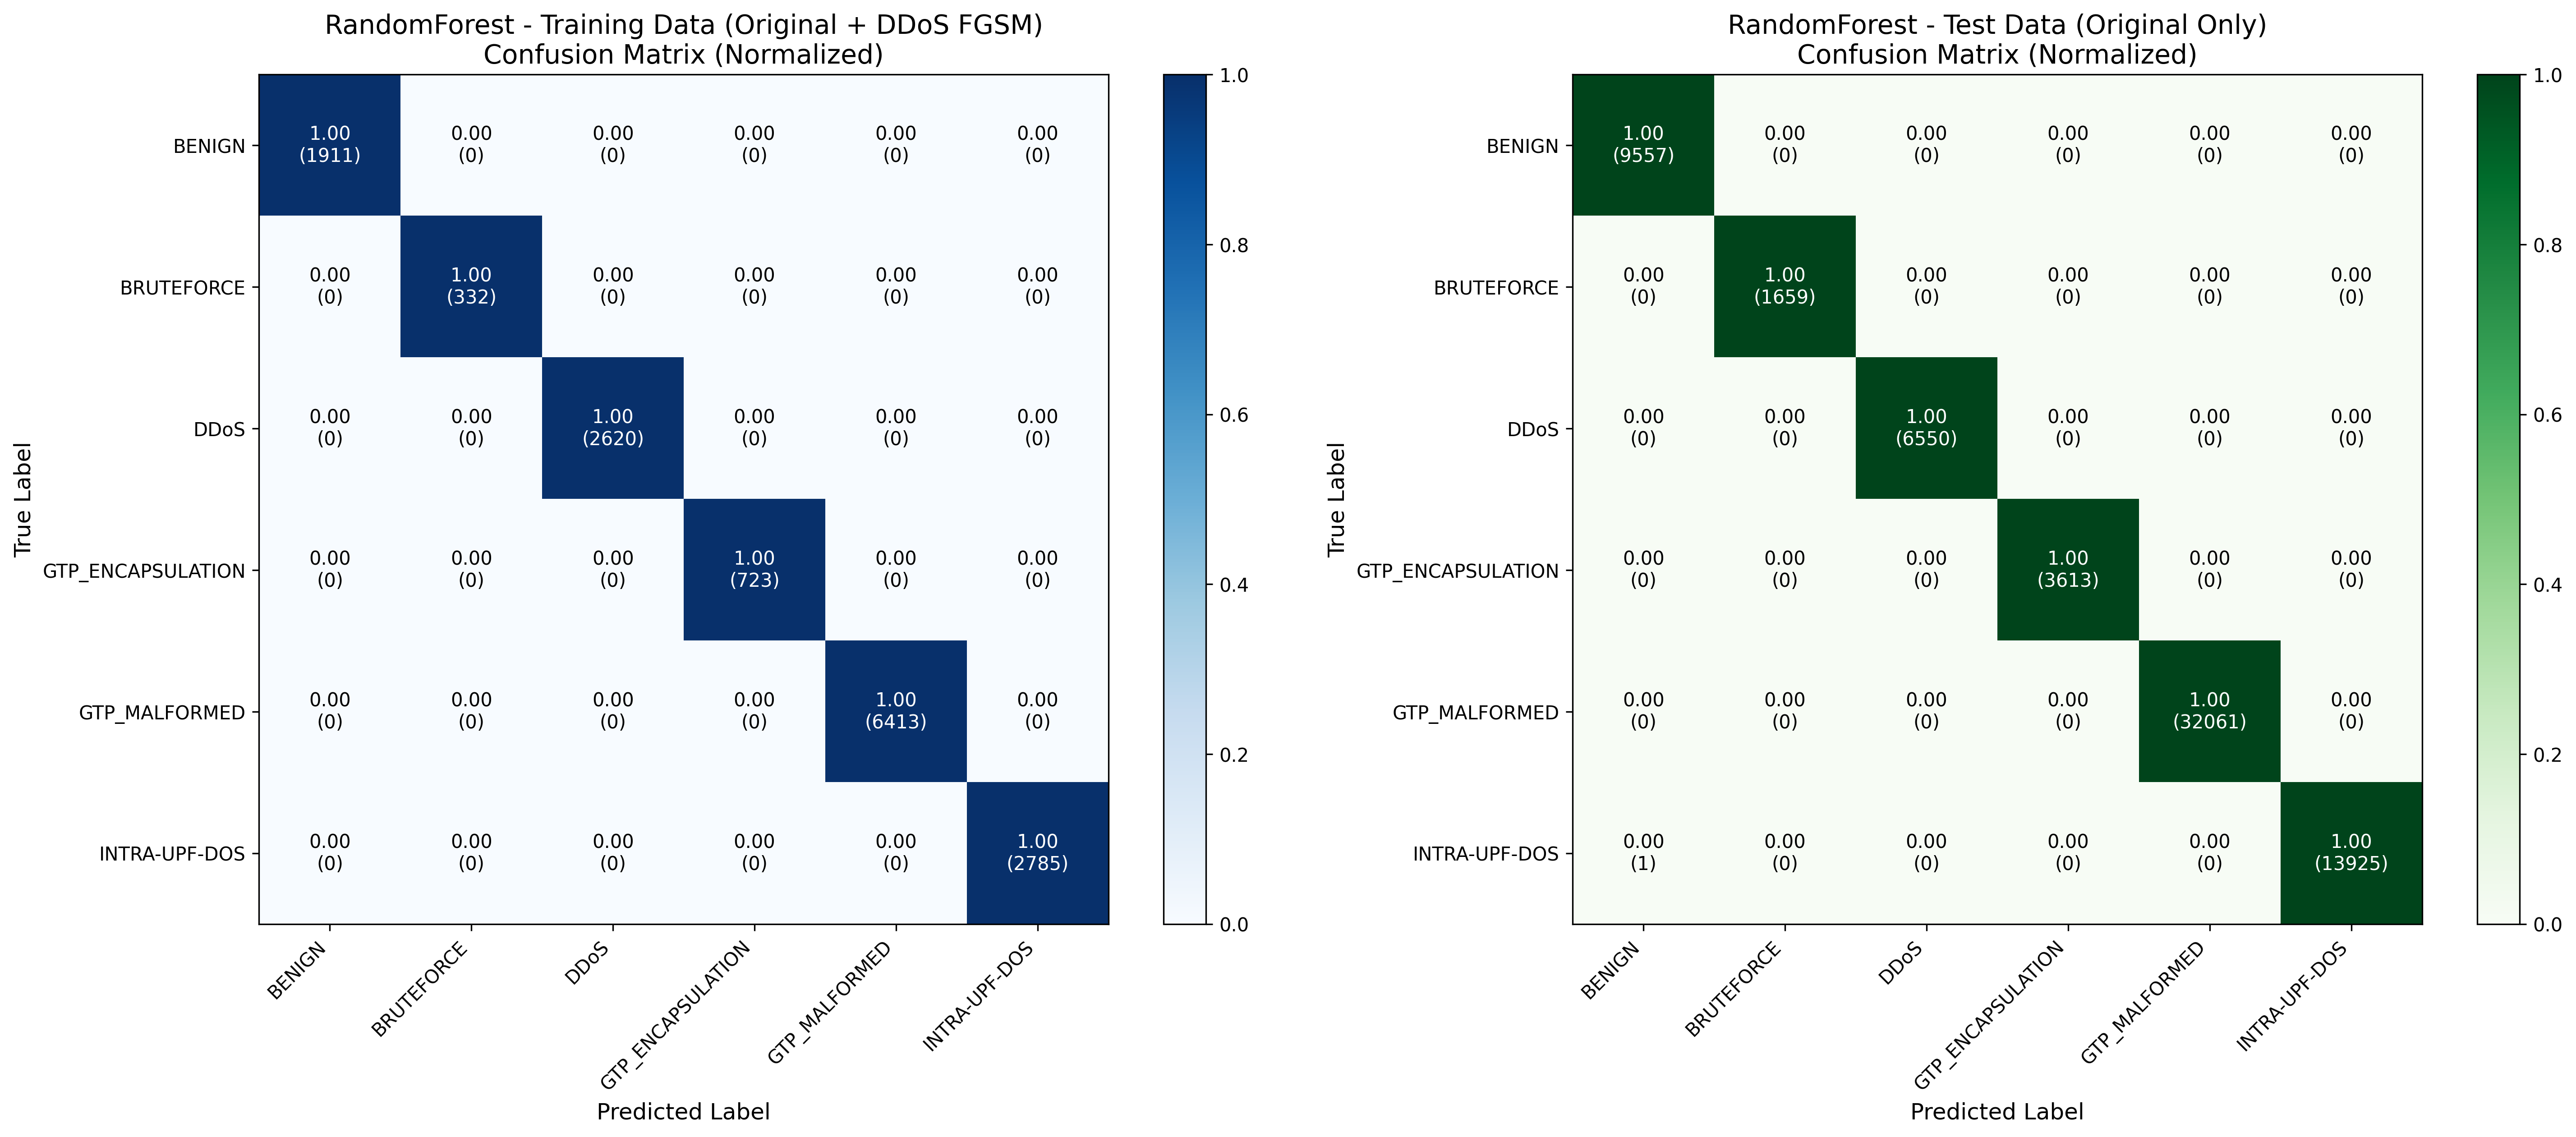 RandomForest - Training Data (Original + DDoS FGSM)
Confusion Matrix (Normalized)
True Label
BENIGN 1.00 0.00 0.00 0.00 0.00 0.00
(1911) (0) (0) (0) (0) (0)
BRUTEFORCE 0.00 1.00 0.00 0.00 0.00 0.00
(0) (332) (0) (0) (0) (0)
DDoS 0.00 0.00 1.00 0.00 0.00 0.00
(0) (0) (2620) (0) (0) (0)
GTP_ENCAPSULATION 0.00 0.00 0.00 1.00 0.00 0.00
(0) (0) (0) (723) (0) (0)
GTP_MALFORMED 0.00 0.00 0.00 0.00 1.00 0.00
(0) (0) (0) (0) (6413) (0)
INTRA-UPF-DOS 0.00 0.00 0.00 0.00 0.00 1.00
(0) (0) (0) (0) (0) (2785)
BENIGN BRUTEFORCE DDoS GTP_ENCAPSULATION GTP_MALFORMED INTRA-UPF-DOS
Predicted Label
1.0
0.8
0.6
0.4
0.2
0.0
RandomForest - Test Data (Original Only)
Confusion Matrix (Normalized)
True Label
BENIGN 1.00 0.00 0.00 0.00 0.00 0.00
(9557) (0) (0) (0) (0) (0)
BRUTEFORCE 0.00 1.00 0.00 0.00 0.00 0.00
(0) (1659) (0) (0) (0) (0)
DDoS 0.00 0.00 1.00 0.00 0.00 0.00
(0) (0) (6550) (0) (0) (0)
GTP_ENCAPSULATION 0.00 0.00 0.00 1.00 0.00 0.00
(0) (0) (0) (3613) (0) (0)
GTP_MALFORMED 0.00 0.00 0.00 0.00 1.00 0.00
(0) (0) (0) (0) (32061) (0)
INTRA-UPF-DOS 0.00 0.00 0.00 0.00 0.00 1.00
(1) (0) (0) (0) (0) (13925)
BENIGN BRUTEFORCE DDoS GTP_ENCAPSULATION GTP_MALFORMED INTRA-UPF-DOS
Predicted Label
1.0
0.8
0.6
0.4
0.2
0.0